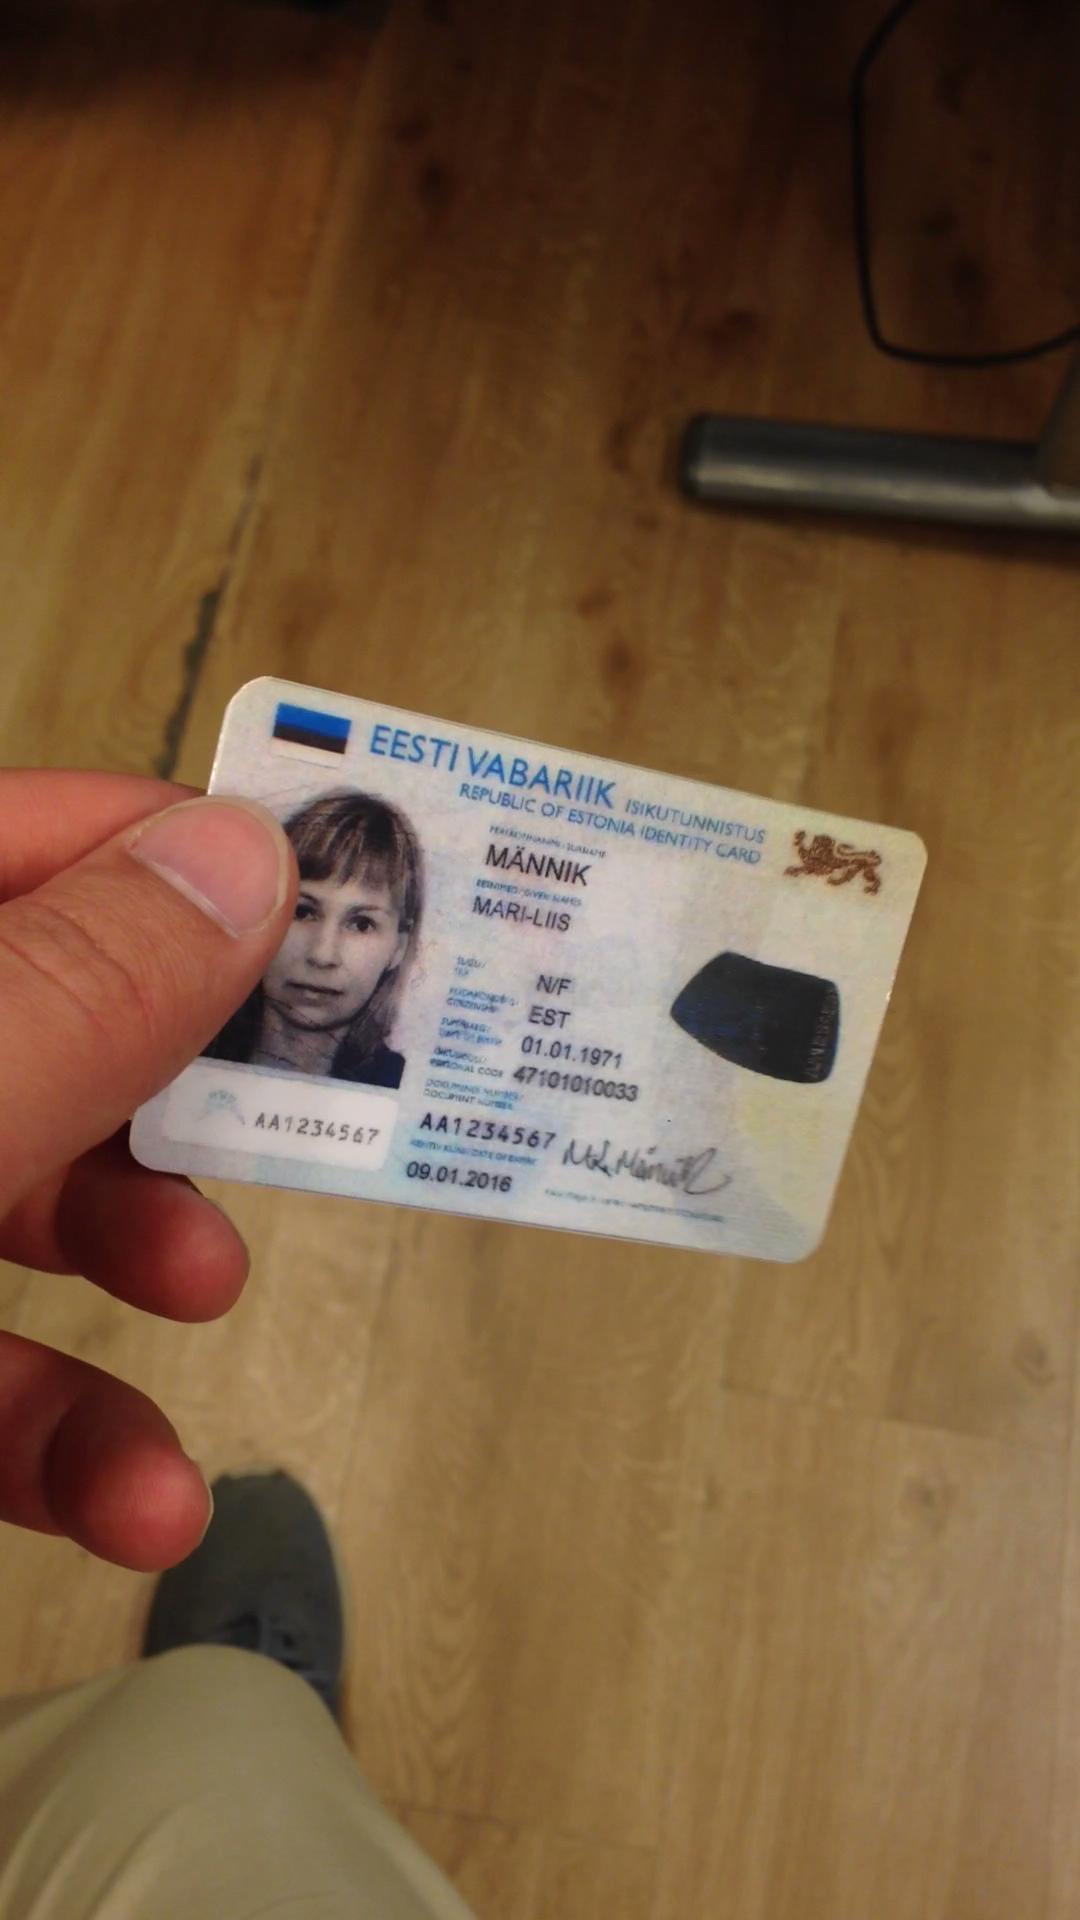 EESTI VABARIIK ISIKUTUNNISTUS
REPUBLIC OF ESTONIA IDENTITY CARD
PEREKONNANIMI/SURNAME
MÄNNIK
EESNIMED/GIVEN NAMES
MARI-LIIS
SUGU/
SEX
N/F
KODAKONDSUS/
CITIZENSHIP
EST
SÜNNIAEG/
DATE OF BIRTH
01.01.1971
ISIKUKOOD/
PERSONAL CODE
47101010033
DOKUMENDI NUMBER/
DOCUMENT NUMBER
AA1234567
AA1234567
KEHTIV KUNI/DATE OF EXPIRY
09.01.2016